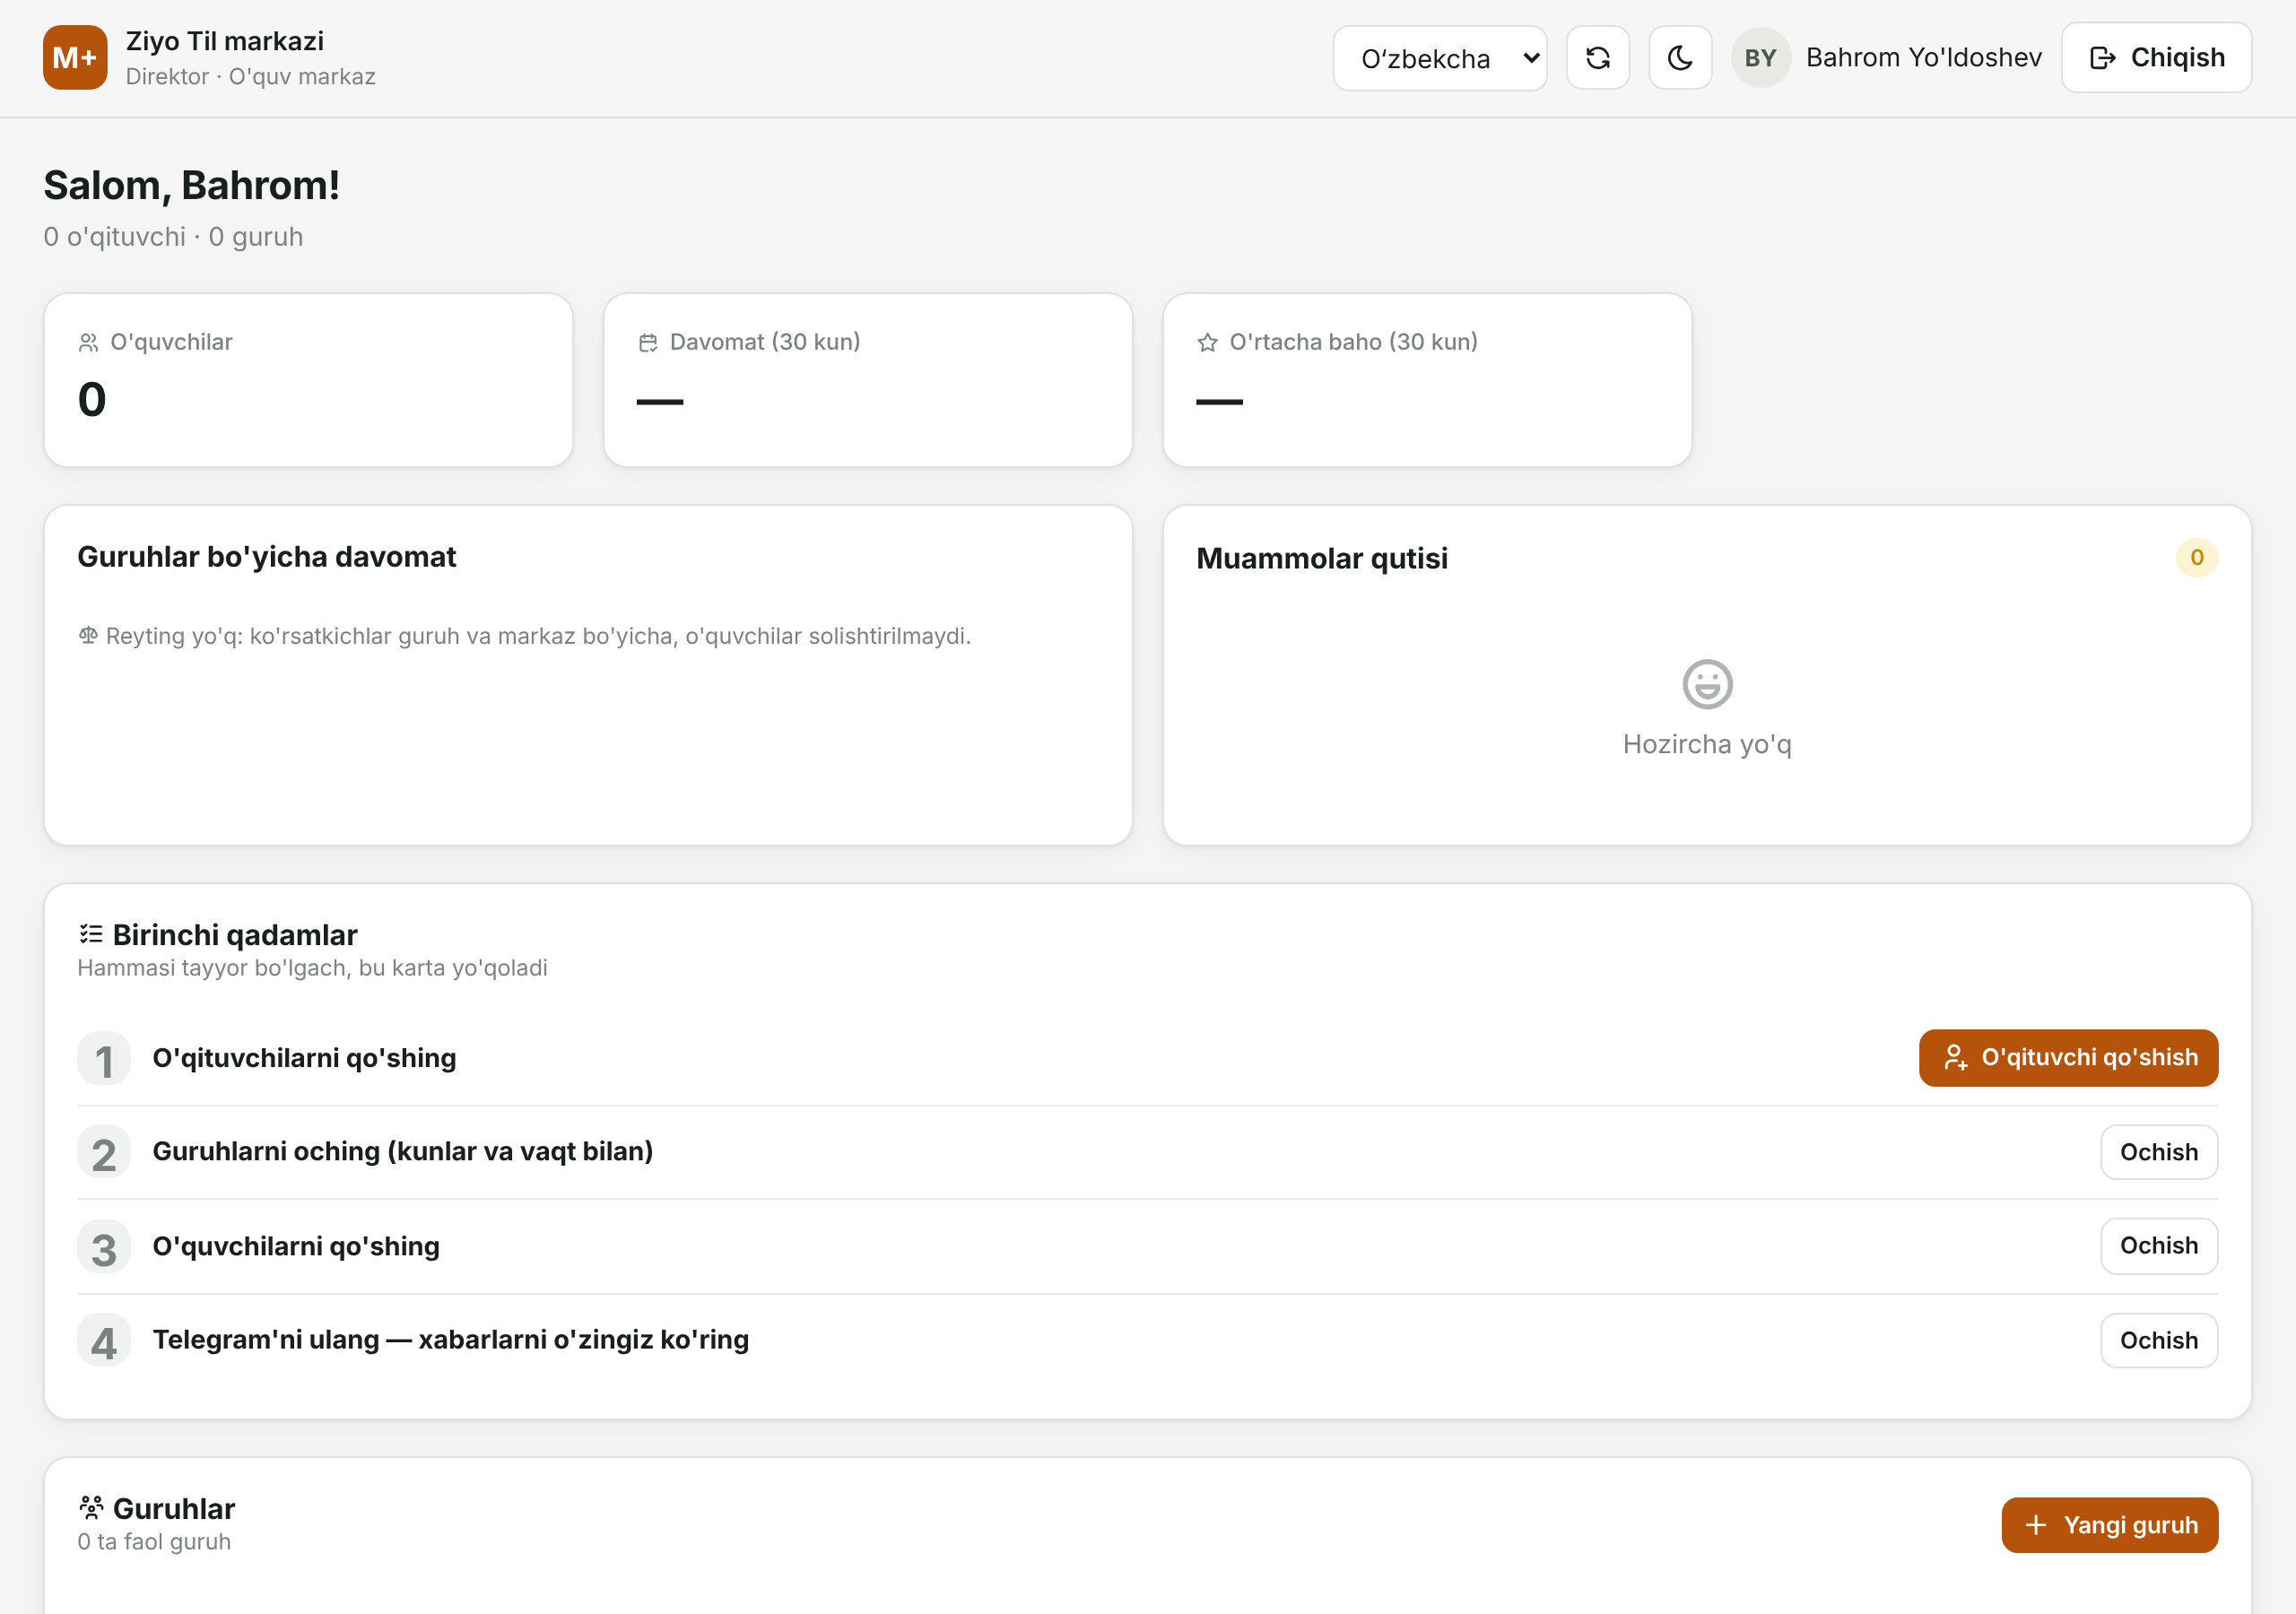 M+
Ziyo Til markazi
Direktor · O'quv markaz
Oʻzbekcha
BY
Bahrom Yo'ldoshev
Chiqish
Salom, Bahrom!
0 o'qituvchi · 0 guruh
O'quvchilar
0
Davomat (30 kun)
—
O'rtacha baho (30 kun)
—
Guruhlar bo'yicha davomat
Reyting yo'q: ko'rsatkichlar guruh va markaz bo'yicha, o'quvchilar solishtirilmaydi.
Muammolar qutisi
0
Hozircha yo'q
Birinchi qadamlar
Hammasi tayyor bo'lgach, bu karta yo'qoladi
1 O'qituvchilarni qo'shing
O'qituvchi qo'shish
2 Guruhlarni oching (kunlar va vaqt bilan)
Ochish
3 O'quvchilarni qo'shing
Ochish
4 Telegram'ni ulang — xabarlarni o'zingiz ko'ring
Ochish
Guruhlar
0 ta faol guruh
+ Yangi guruh